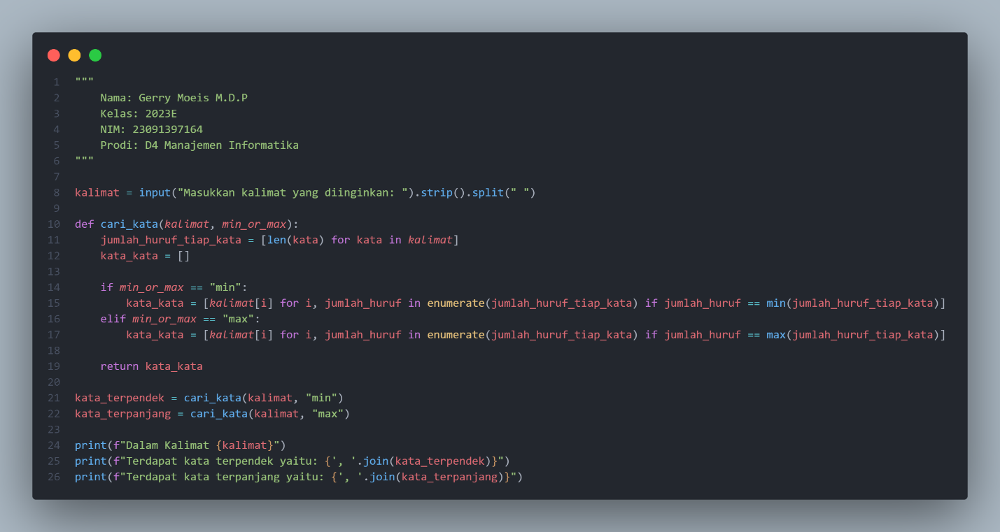 1 """
2     Nama: Gerry Moeis M.D.P
3     Kelas: 2023E
4     NIM: 23091397164
5     Prodi: D4 Manajemen Informatika
6 """
7
8 kalimat = input("Masukkan kalimat yang diinginkan: ").strip().split(" ")
9
10 def cari_kata(kalimat, min_or_max):
11     jumlah_huruf_tiap_kata = [len(kata) for kata in kalimat]
12     kata_kata = []
13
14     if min_or_max == "min":
15         kata_kata = [kalimat[i] for i, jumlah_huruf in enumerate(jumlah_huruf_tiap_kata) if jumlah_huruf == min(jumlah_huruf_tiap_kata)]
16     elif min_or_max == "max":
17         kata_kata = [kalimat[i] for i, jumlah_huruf in enumerate(jumlah_huruf_tiap_kata) if jumlah_huruf == max(jumlah_huruf_tiap_kata)]
18
19     return kata_kata
20
21 kata_terpendek = cari_kata(kalimat, "min")
22 kata_terpanjang = cari_kata(kalimat, "max")
23
24 print(f"Dalam Kalimat {kalimat}")
25 print(f"Terdapat kata terpendek yaitu: {', '.join(kata_terpendek)}")
26 print(f"Terdapat kata terpanjang yaitu: {', '.join(kata_terpanjang)}")